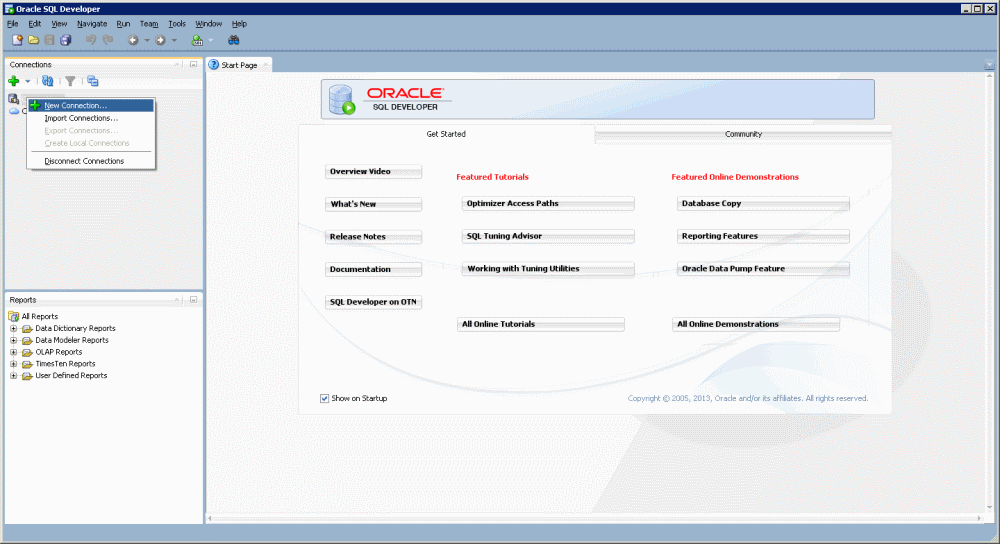 Oracle SQL Developer
File Edit View Navigate Run Team Tools Window Help
Connections
New Connection...
Import Connections...
Export Connections...
Create Local Connections
Disconnect Connections
Start Page
ORACLE
SQL DEVELOPER
Get Started
Community
Overview Video
What's New
Release Notes
Documentation
SQL Developer on OTN
Featured Tutorials
Optimizer Access Paths
SQL Tuning Advisor
Working with Tuning Utilities
All Online Tutorials
Featured Online Demonstrations
Database Copy
Reporting Features
Oracle Data Pump Feature
All Online Demonstrations
Show on Startup
Copyright © 2005, 2013, Oracle and/or its affiliates. All rights reserved.
Reports
All Reports
Data Dictionary Reports
Data Modeler Reports
OLAP Reports
TimesTen Reports
User Defined Reports